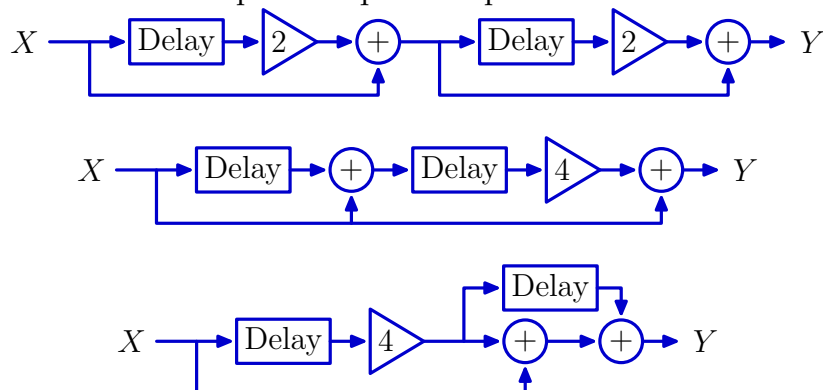 X Delay 2 + Delay 2 + Y
X Delay + Delay 4 + Y
Delay
X Delay 4 + + Y